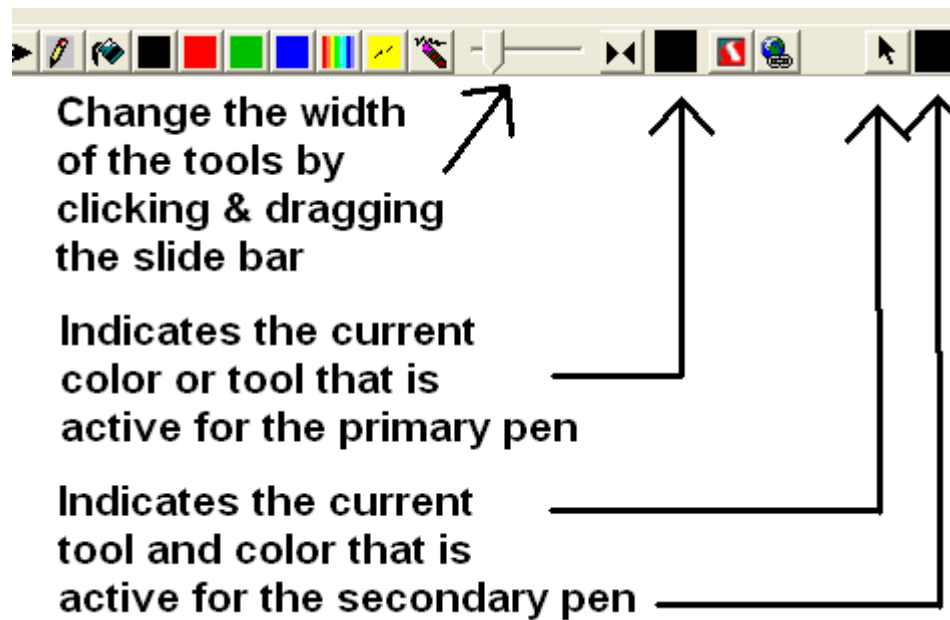 Change the width
of the tools by
clicking & dragging
the slide bar
Indicates the current
color or tool that is
active for the primary pen
Indicates the current
tool and color that is
active for the secondary pen